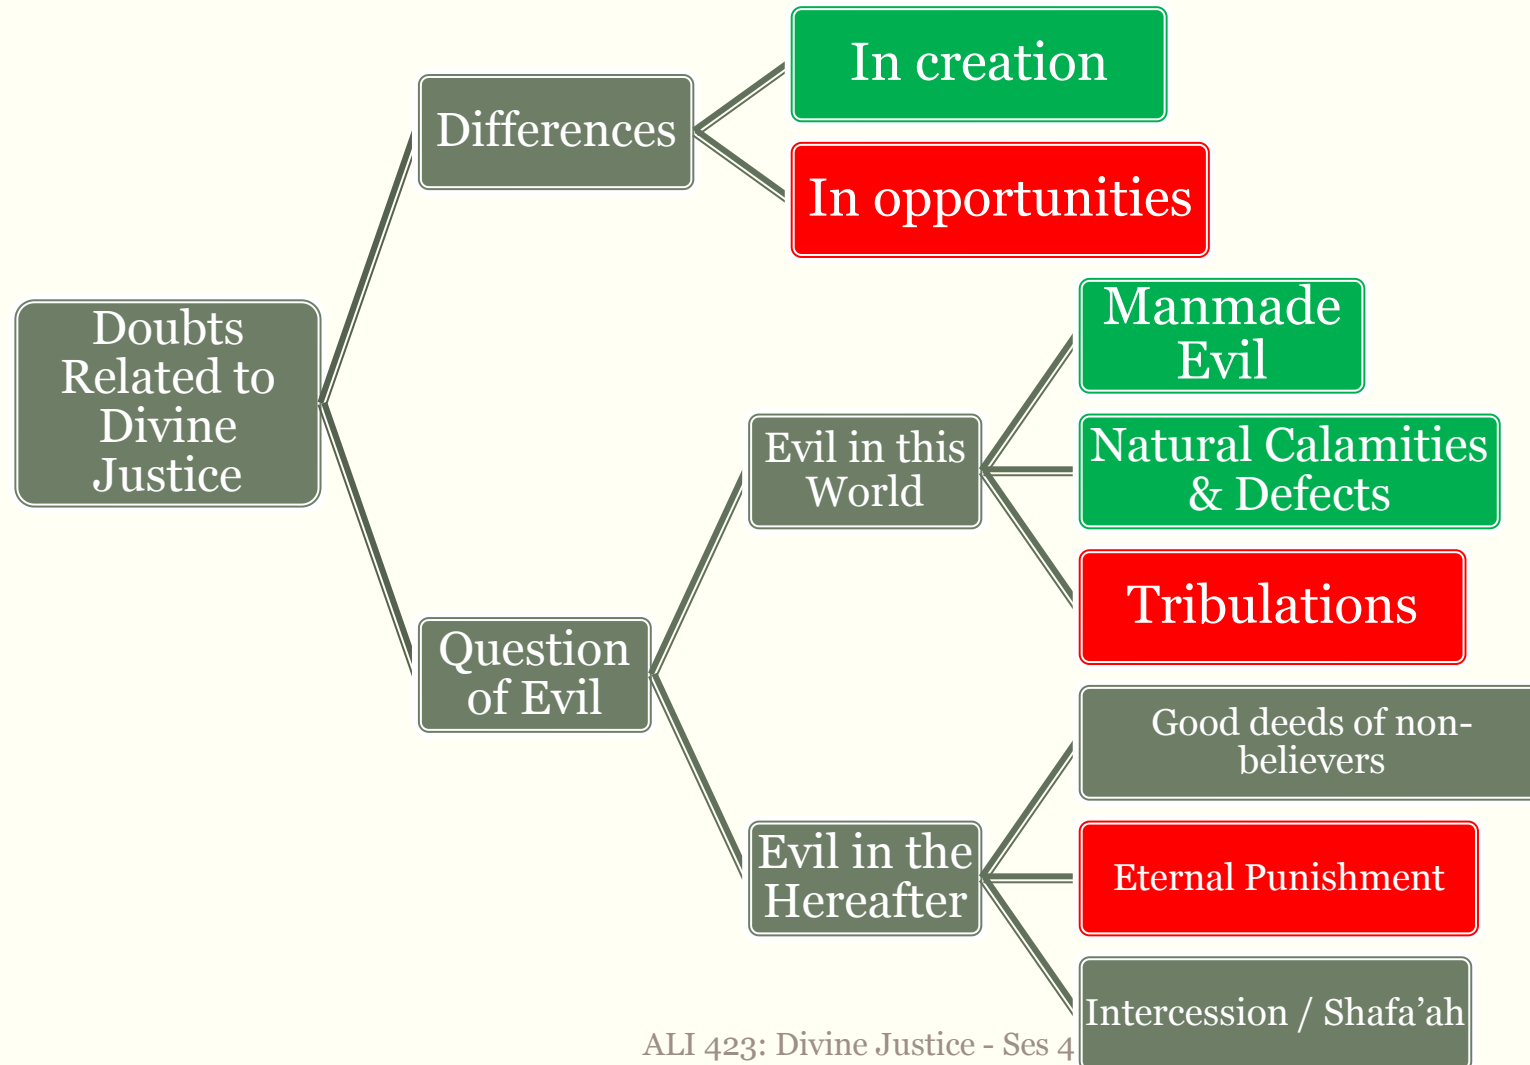 Doubts
Related to
Divine
Justice
Differences
In creation
In opportunities
Question
of Evil
Evil in this
World
Manmade
Evil
Natural Calamities
& Defects
Tribulations
Evil in the
Hereafter
Good deeds of non-
believers
Eternal Punishment
Intercession / Shafa’ah
ALI 423: Divine Justice - Ses 4